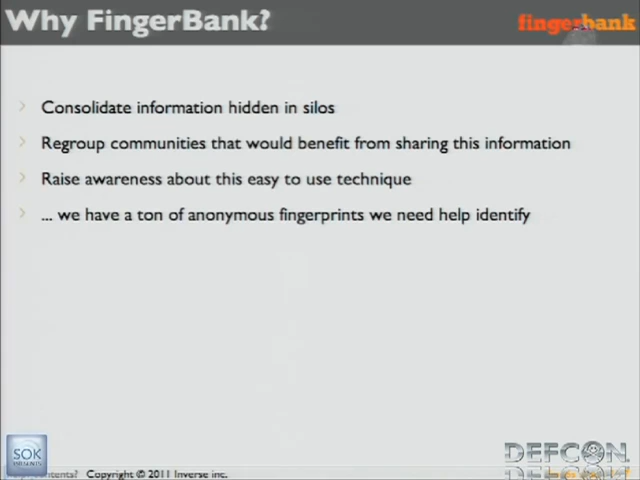 Why FingerBank?
fingerbank
Consolidate information hidden in silos
Regroup communities that would benefit from sharing this information
Raise awareness about this easy to use technique
... we have a ton of anonymous fingerprints we need help identify
SOK
Copyright © 2011 Inverse inc.
DEFCON